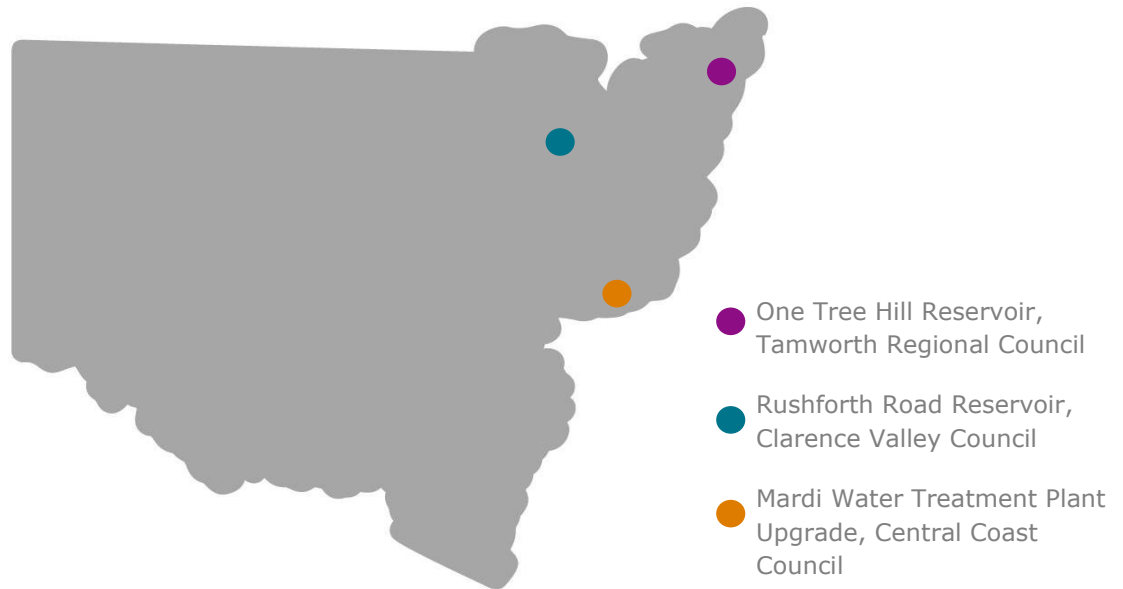 One Tree Hill Reservoir,
Tamworth Regional Council
Rushforth Road Reservoir,
Clarence Valley Council
Mardi Water Treatment Plant
Upgrade, Central Coast
Council